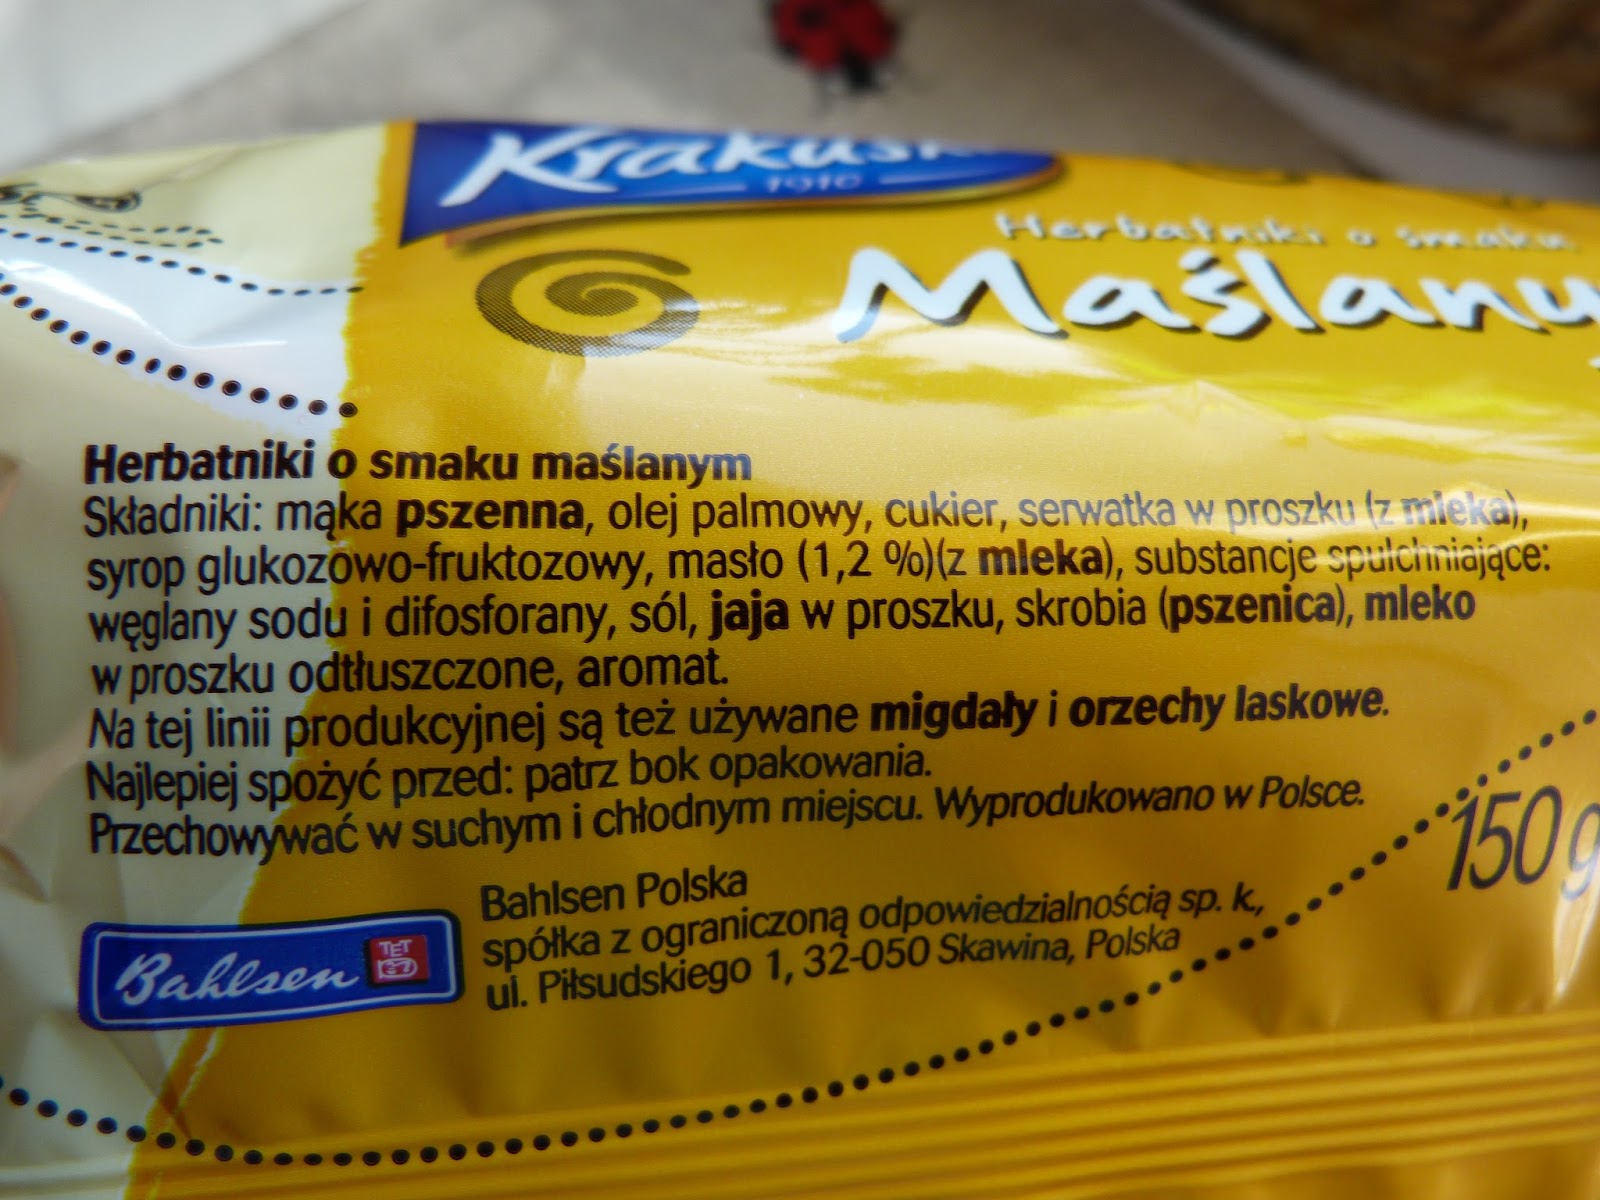 1910
Herbatniki o smaku
Herbatniki o smaku maślanym
Składniki: mąka pszenna, olej palmowy, cukier, serwatka w proszku (z mleka),
syrop glukozowo-fruktozowy, masło (1,2 %)(z mleka), substancje spulchniające:
węglany sodu i difosforany, sól, jaja w proszku, skrobia (pszenica), mleko
w proszku odtłuszczone, aromat.
Na tej linii produkcyjnej są też używane migdały i orzechy laskowe.
Najlepiej spożyć przed: patrz bok opakowania.
Przechowywać w suchym i chłodnym miejscu. Wyprodukowano w Polsce.
150 g
Bahlsen TET
Bahlsen Polska
spółka z ograniczoną odpowiedzialnością sp. k.,
ul. Piłsudskiego 1, 32-050 Skawina, Polska